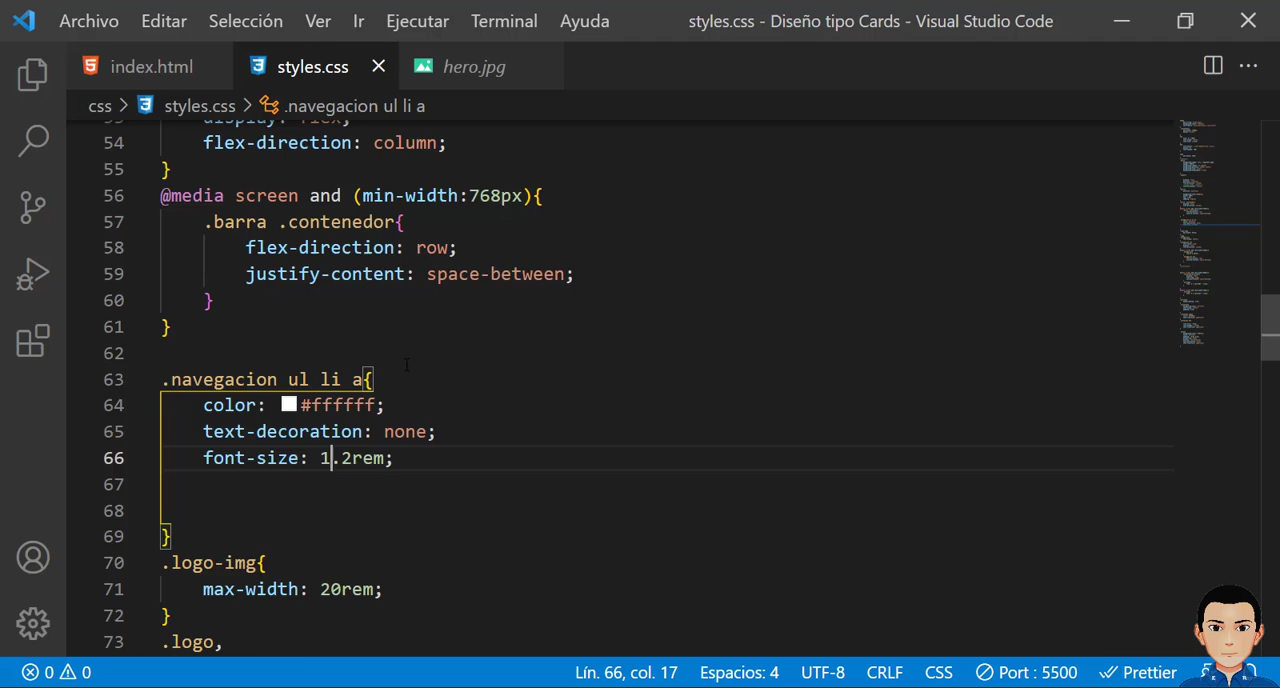 Archivo Editar Selección Ver Ir Ejecutar Terminal Ayuda styles.css - Diseño tipo Cards - Visual Studio Code
index.html styles.css hero.jpg
css > styles.css > .navegacion ul li a
53 display: flex;
54 flex-direction: column;
55 }
56 @media screen and (min-width:768px){
57 .barra .contenedor{
58 flex-direction: row;
59 justify-content: space-between;
60 }
61 }
62
63 .navegacion ul li a{
64 color: #ffffff;
65 text-decoration: none;
66 font-size: 1.2rem;
67
68
69 }
70 .logo-img{
71 max-width: 20rem;
72 }
73 .logo,
0 0 Lín. 66, col. 17 Espacios: 4 UTF-8 CRLF CSS Port : 5500 Prettier